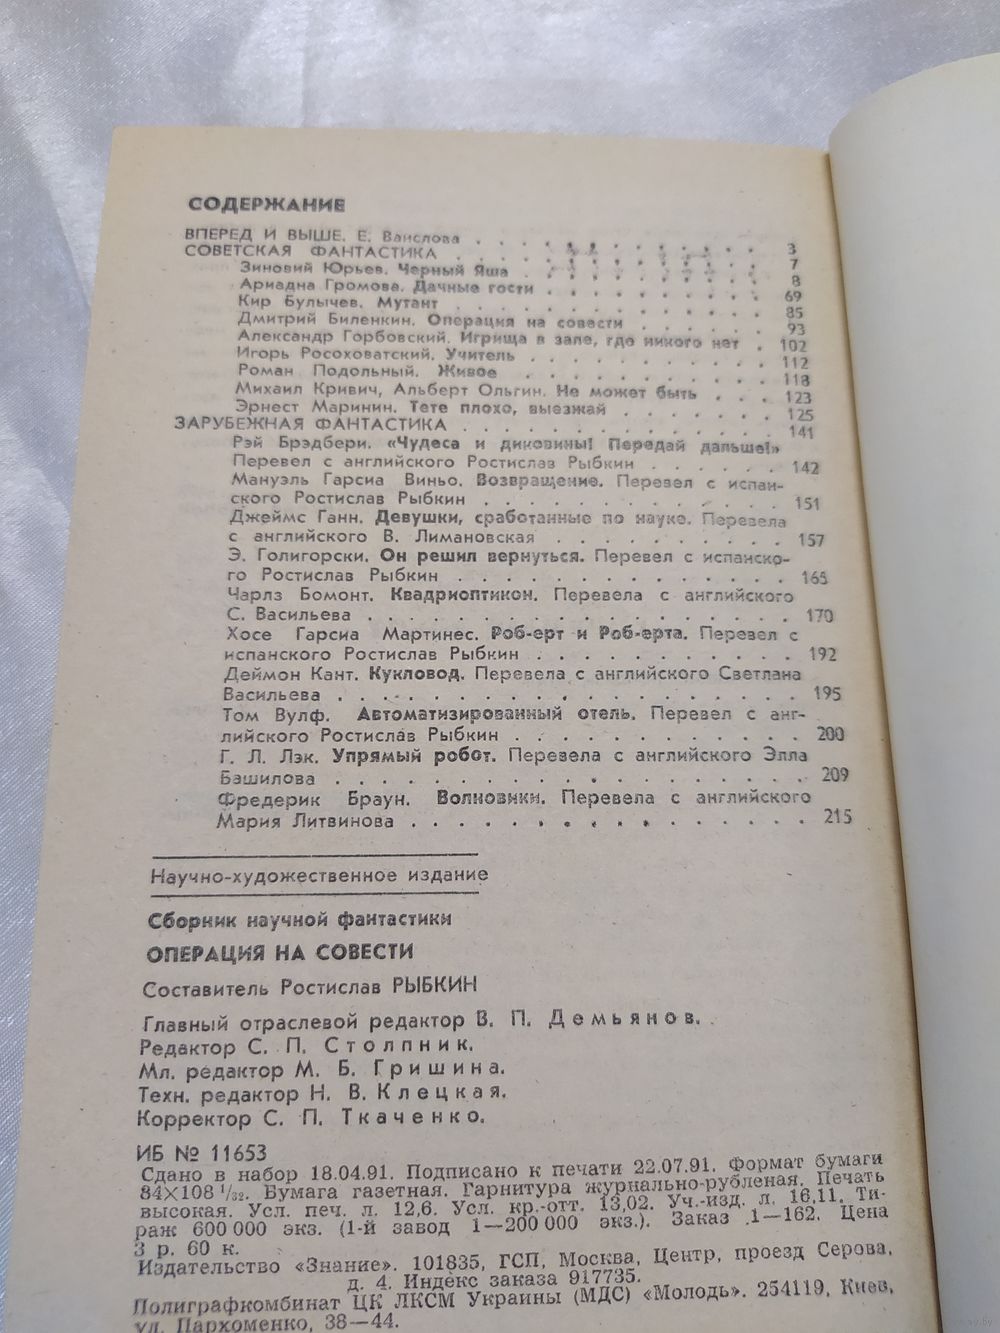 СОДЕРЖАНИЕ
ВПЕРЕД И ВЫШЕ. Е. Ваислова . . . . . . . . . 3
СОВЕТСКАЯ ФАНТАСТИКА . . . . . . . . . 7
Зиновий Юрьев. Черный Яша . . . . . . . . 8
Ариадна Громова. Дачные гости . . . . . . . . 69
Кир Булычев. Мутант . . . . . . . . . . 85
Дмитрий Биленкин. Операция на совести . . . . . . 93
Александр Горбовский. Игрища в зале, где никого нет . 102
Игорь Росоховатский. Учитель . . . . . . . . 112
Роман Подольный. Живое . . . . . . . . 118
Михаил Кривич, Альберт Ольгин. Не может быть . . . 123
Эрнест Маринин. Тете плохо, выезжай . . . . . . 125
ЗАРУБЕЖНАЯ ФАНТАСТИКА . . . . . . . . . . 141
Рэй Брэдбери. «Чудеса и диковины! Передай дальше!»
Перевел с английского Ростислав Рыбкин . . . . . 142
Мануэль Гарсиа Виньо. Возвращение. Перевел с испан-
ского Ростислав Рыбкин . . . . . . . . . . 151
Джеймс Ганн. Девушки, сработанные по науке. Перевела
с английского В. Лимановская . . . . . . . . 157
Э. Голигорски. Он решил вернуться. Перевел с испанско-
го Ростислав Рыбкин . . . . . . . . . . . 165
Чарлз Бомонт. Квадриоптикон. Перевела с английского
С. Васильева . . . . . . . . . . . . . . 170
Хосе Гарсиа Мартинес. Роб-ерт и Роб-ерта. Перевел с
испанского Ростислав Рыбкин . . . . . . . . . 192
Деймон Кант. Кукловод. Перевела с английского Светлана
Васильева . . . . . . . . . . . . . . . 195
Том Вулф. Автоматизированный отель. Перевел с анг-
лийского Ростислав Рыбкин . . . . . . . . . . 200
Г. Л. Лэк. Упрямый робот. Перевела с английского Элла
Башилова . . . . . . . . . . . . . . . 209
Фредерик Браун. Волновики. Перевела с английского
Мария Литвинова . . . . . . . . . . . . . 215
Научно-художественное издание
Сборник научной фантастики
ОПЕРАЦИЯ НА СОВЕСТИ
Составитель Ростислав РЫБКИН
Главный отраслевой редактор В. П. Демьянов.
Редактор С. П. Столпник.
Мл. редактор М. Б. Гришина.
Техн. редактор Н. В. Клецкая.
Корректор С. П. Ткаченко.
ИБ № 11653
Сдано в набор 18.04.91. Подписано к печати 22.07.91. Формат бумаги
84×108 1/32. Бумага газетная. Гарнитура журнально-рубленая. Печать
высокая. Усл. печ. л. 12,6. Усл. кр.-отт. 13,02. Уч.-изд. л. 16,11. Ти-
раж 600 000 экз. (1-й завод 1—200 000 экз.). Заказ 1—162. Цена
3 р. 60 к.
Издательство «Знание». 101835, ГСП, Москва, Центр, проезд Серова,
д. 4. Индекс заказа 917735.
Полиграфкомбинат ЦК ЛКСМ Украины (МДС) «Молодь». 254119, Киев,
ул. Пархоменко, 38—44.